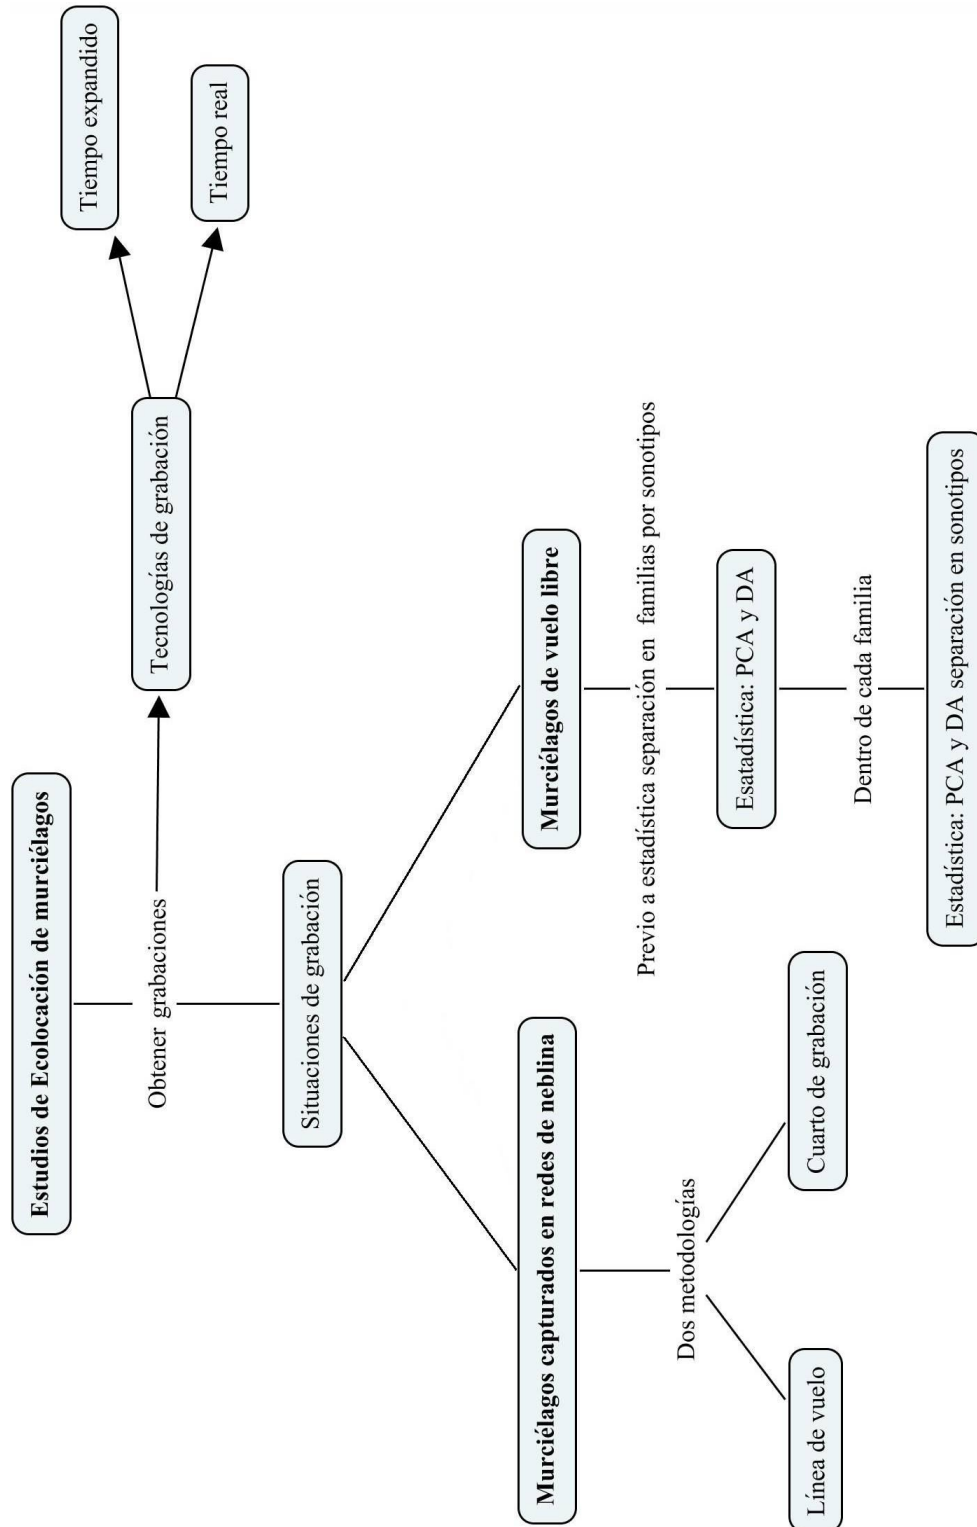 Estudios de Ecolocación de murciélagos
Obtener grabaciones
Tecnologías de grabación
Tiempo expandido
Tiempo real
Situaciones de grabación
Murciélagos capturados en redes de neblina
Dos metodologías
Línea de vuelo
Cuarto de grabación
Murciélagos de vuelo libre
Previo a estadística separación en familias por sonotipos
Esatadística: PCA y DA
Dentro de cada familia
Estadística: PCA y DA separación en sonotipos